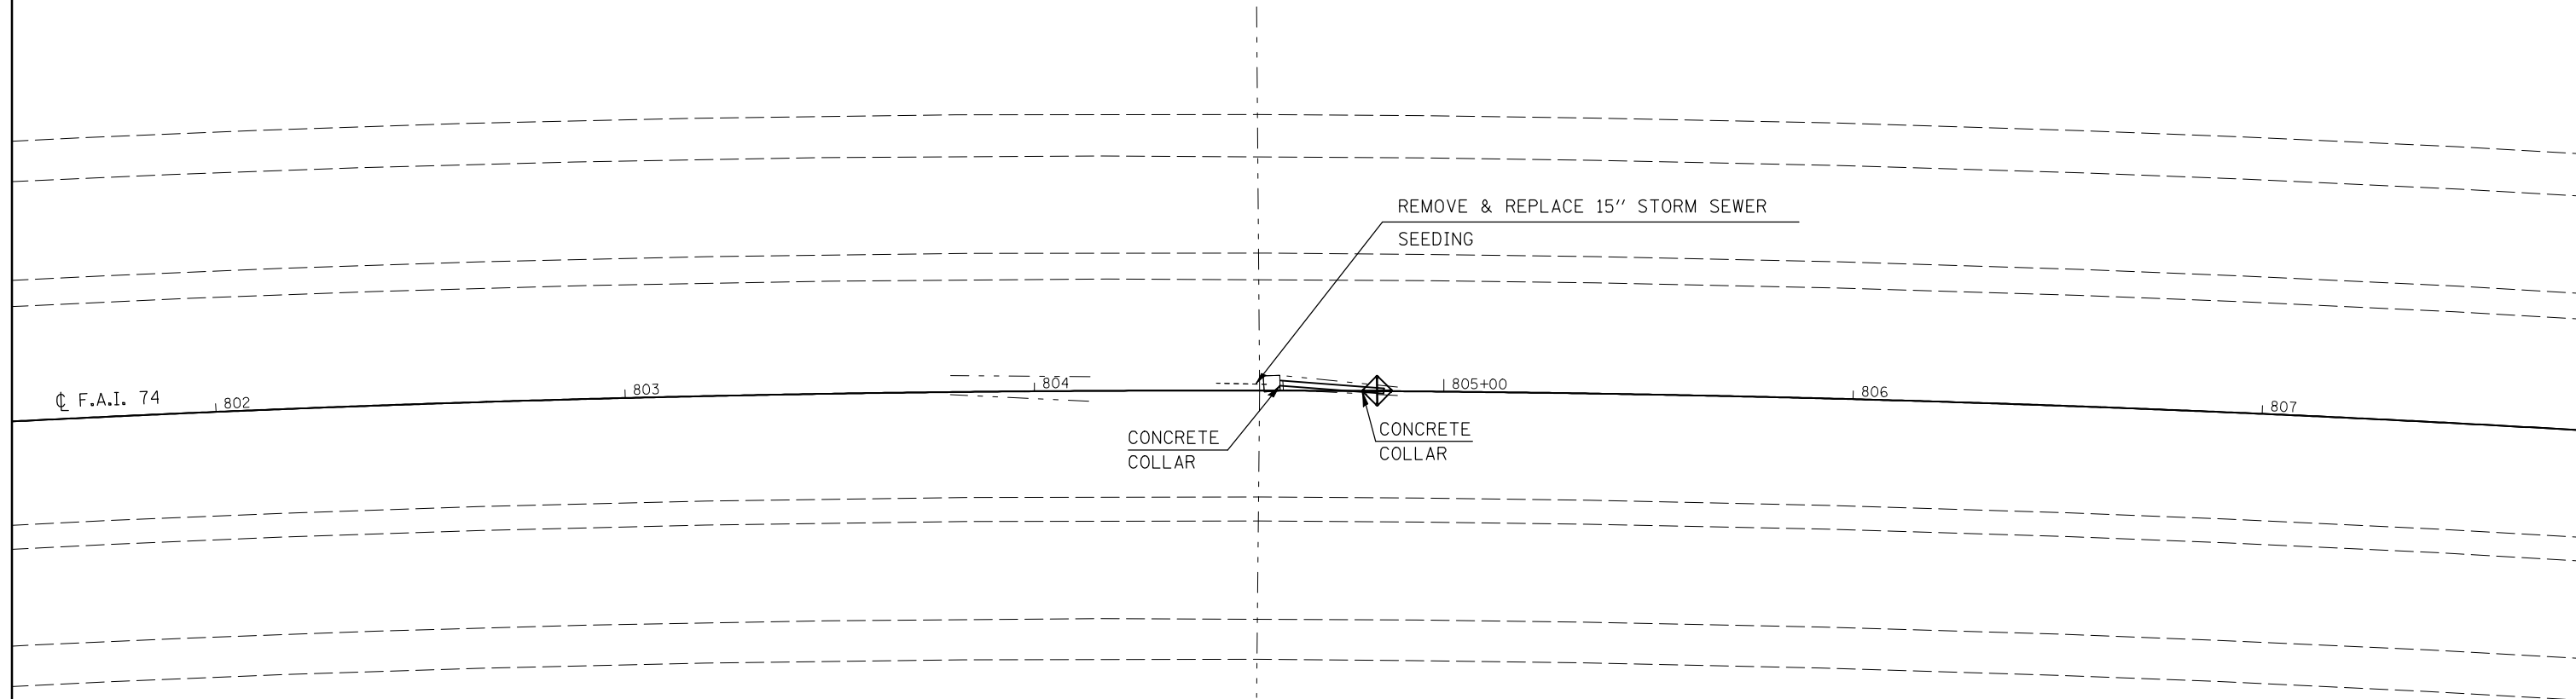 REMOVE & REPLACE 15" STORM SEWER
SEEDING
℄ F.A.I. 74
802
803
804
805+00
806
807
CONCRETE
COLLAR
CONCRETE
COLLAR